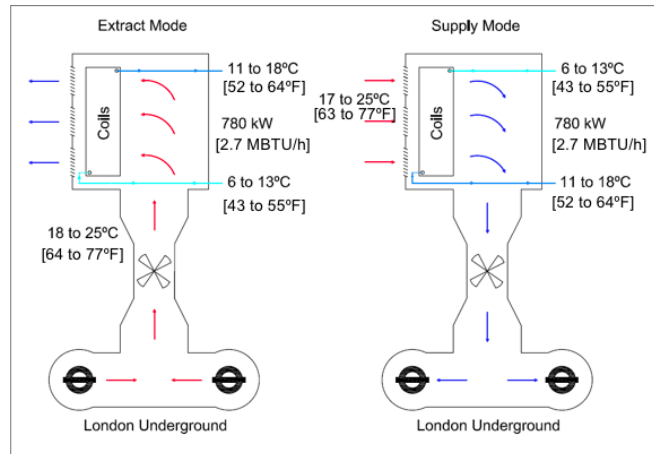 Extract Mode
11 to 18ºC
[52 to 64ºF]
Coils
780 kW
[2.7 MBTU/h]
6 to 13ºC
[43 to 55ºF]
18 to 25ºC
[64 to 77ºF]
London Underground
Supply Mode
6 to 13ºC
[43 to 55ºF]
17 to 25ºC
[63 to 77ºF]
Coils
780 kW
[2.7 MBTU/h]
11 to 18ºC
[52 to 64ºF]
London Underground